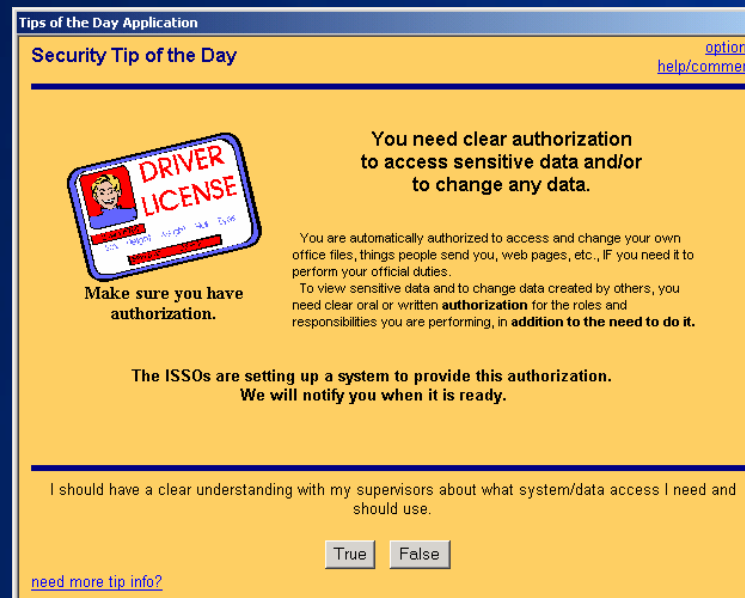 Tips of the Day Application
Security Tip of the Day
option
help/commen
You need clear authorization
to access sensitive data and/or
to change any data.
DRIVER
LICENSE
Sex Height Weight Hair Eyes
Make sure you have
authorization.
You are automatically authorized to access and change your own
office files, things people send you, web pages, etc., IF you need it to
perform your official duties.
To view sensitive data and to change data created by others, you
need clear oral or written authorization for the roles and
responsibilities you are performing, in addition to the need to do it.
The ISSOs are setting up a system to provide this authorization.
We will notify you when it is ready.
I should have a clear understanding with my supervisors about what system/data access I need and
should use.
True False
need more tip info?